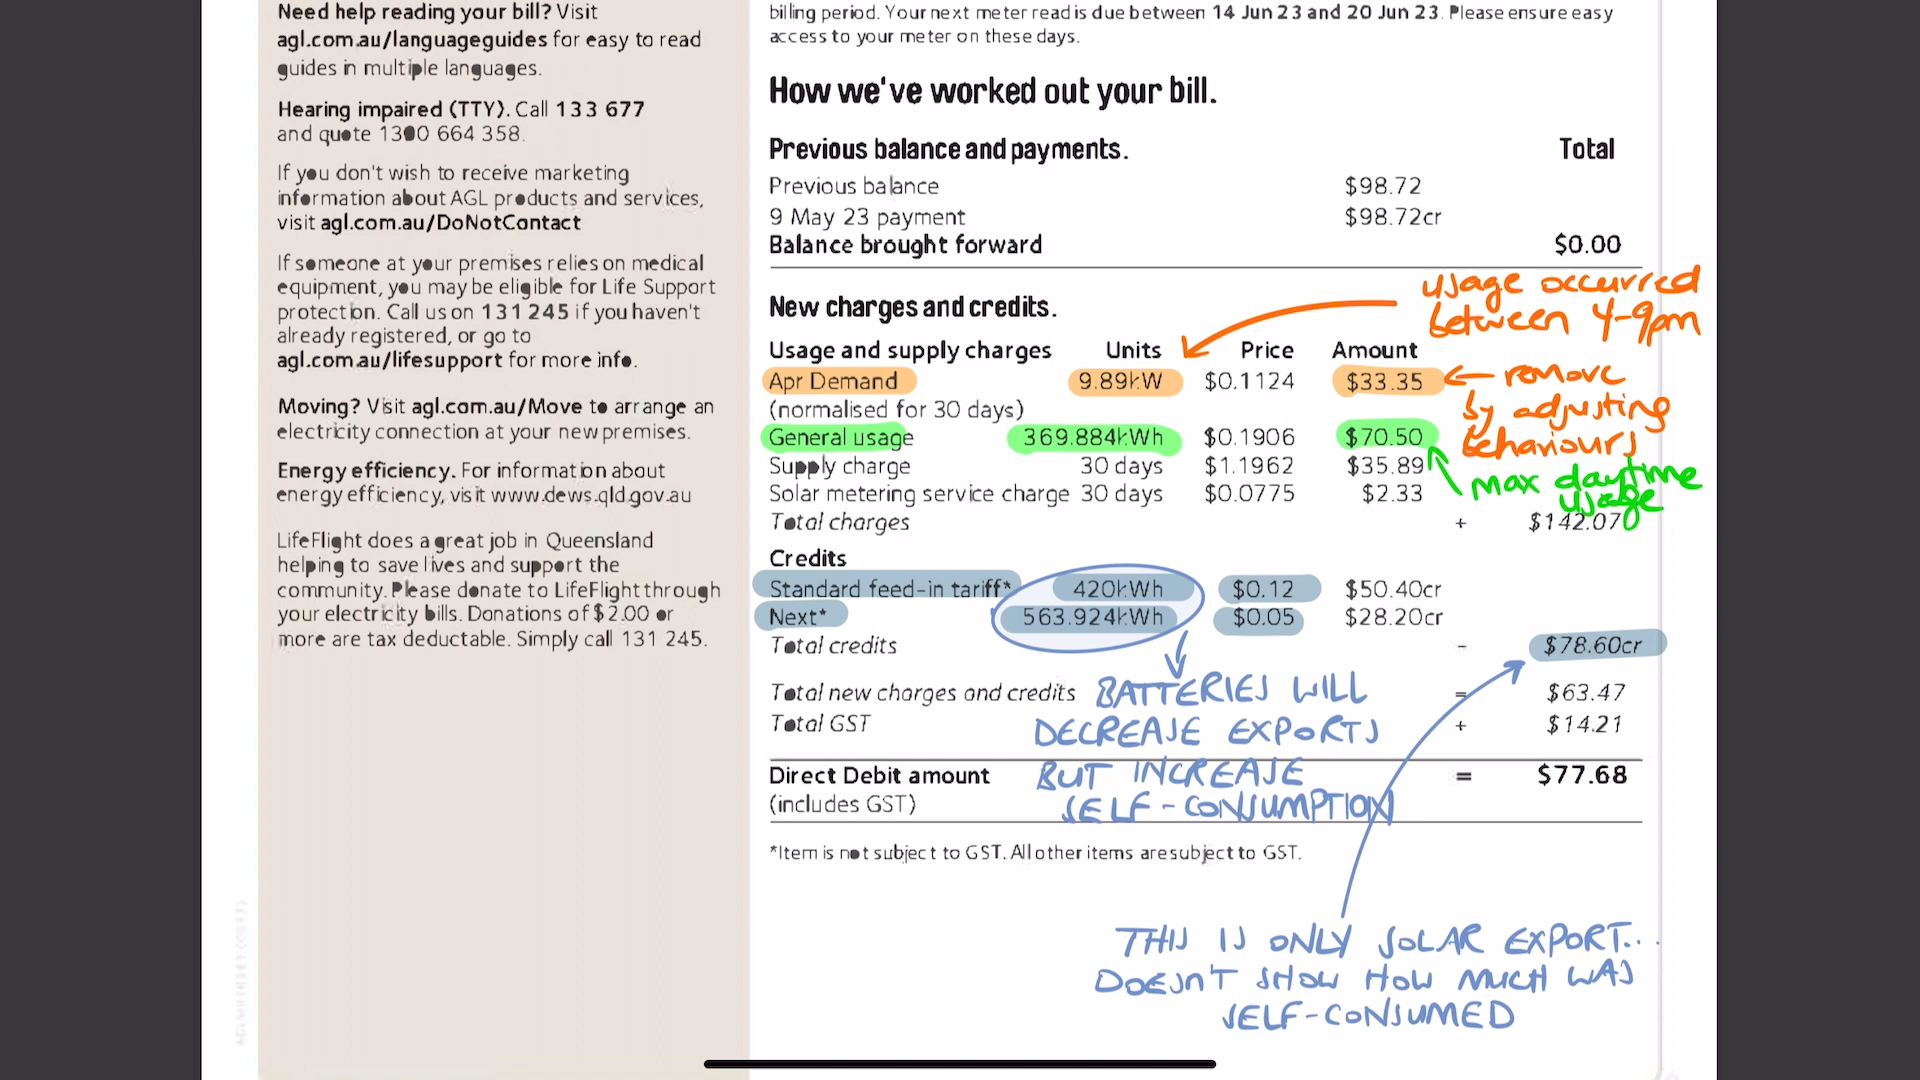 Need help reading your bill? Visit
agl.com.au/languageguides for easy to read
guides in multiple languages.
Hearing impaired (TTY). Call 133 677
and quote 1300 664 358.
If you don't wish to receive marketing
information about AGL products and services,
visit agl.com.au/DoNotContact
If someone at your premises relies on medical
equipment, you may be eligible for Life Support
protection. Call us on 131 245 if you haven't
already registered, or go to
agl.com.au/lifesupport for more info.
Moving? Visit agl.com.au/Move to arrange an
electricity connection at your new premises.
Energy efficiency. For information about
energy efficiency, visit www.dews.qld.gov.au
LifeFlight does a great job in Queensland
helping to save lives and support the
community. Please donate to LifeFlight through
your electricity bills. Donations of $2.00 or
more are tax deductable. Simply call 131 245.
billing period. Your next meter read is due between 14 Jun 23 and 20 Jun 23. Please ensure easy
access to your meter on these days.
How we've worked out your bill.
Previous balance and payments. Total
Previous balance $98.72
9 May 23 payment $98.72cr
Balance brought forward $0.00
usage occurred
between 4-9pm
New charges and credits.
Usage and supply charges Units Price Amount
Apr Demand 9.89kW $0.1124 $33.35
(normalised for 30 days)
General usage 369.884kWh $0.1906 $70.50
Supply charge 30 days $1.1962 $35.89
Solar metering service charge 30 days $0.0775 $2.33
Total charges + $142.07
remove
by adjusting
behaviours
max daytime
usage
Credits
Standard feed-in tariff* 420kWh $0.12 $50.40cr
Next* 563.924kWh $0.05 $28.20cr
Total credits - $78.60cr
Total new charges and credits = $63.47
Total GST + $14.21
Direct Debit amount = $77.68
(includes GST)
BATTERIES WILL
DECREASE EXPORTS
BUT INCREASE
SELF-CONSUMPTION
*Item is not subject to GST. All other items are subject to GST.
THIS IS ONLY SOLAR EXPORT...
DOESN'T SHOW HOW MUCH WAS
SELF-CONSUMED